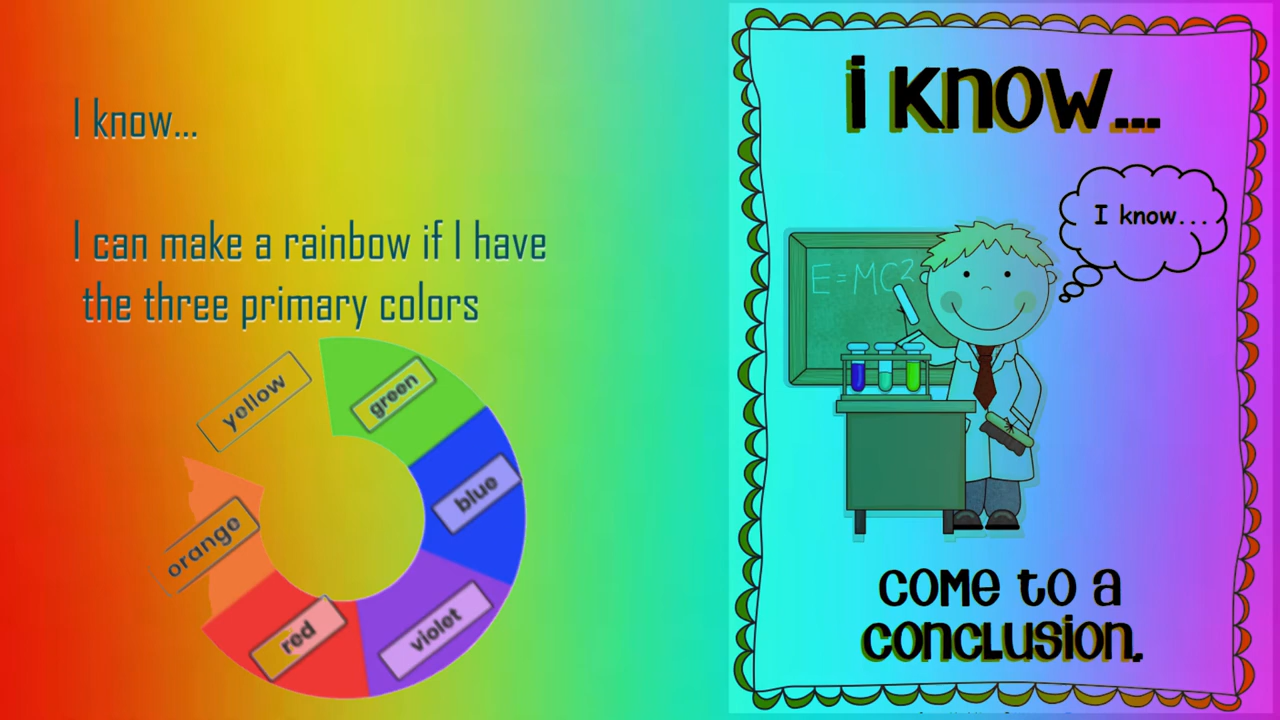 I know...
I can make a rainbow if I have
the three primary colors
yellow
green
blue
orange
red
violet
I KNOW...
I know...
E=MC2
COME TO A
CONCLUSION.